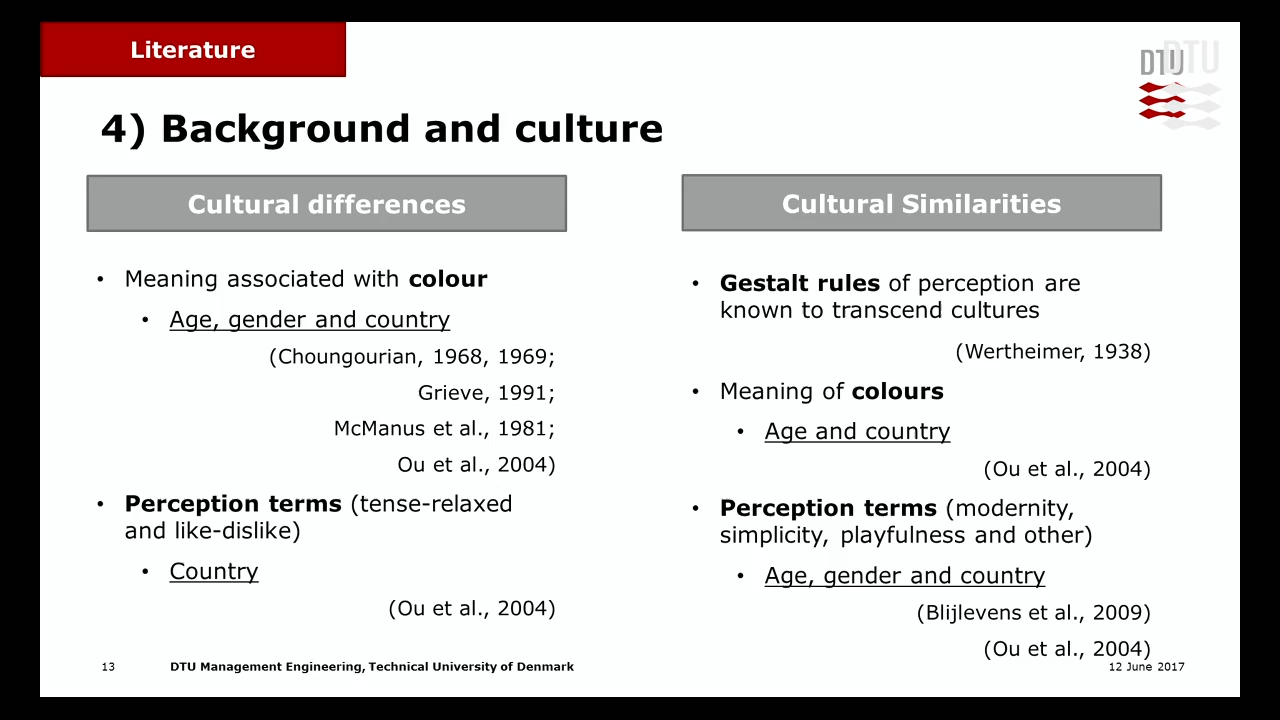 Literature
DTU
DTU
4) Background and culture
Cultural differences
• Meaning associated with colour
• Age, gender and country
(Choungourian, 1968, 1969;
Grieve, 1991;
McManus et al., 1981;
Ou et al., 2004)
• Perception terms (tense-relaxed
and like-dislike)
• Country
(Ou et al., 2004)
Cultural Similarities
• Gestalt rules of perception are
known to transcend cultures
(Wertheimer, 1938)
• Meaning of colours
• Age and country
(Ou et al., 2004)
• Perception terms (modernity,
simplicity, playfulness and other)
• Age, gender and country
(Blijlevens et al., 2009)
(Ou et al., 2004)
13
DTU Management Engineering, Technical University of Denmark
12 June 2017